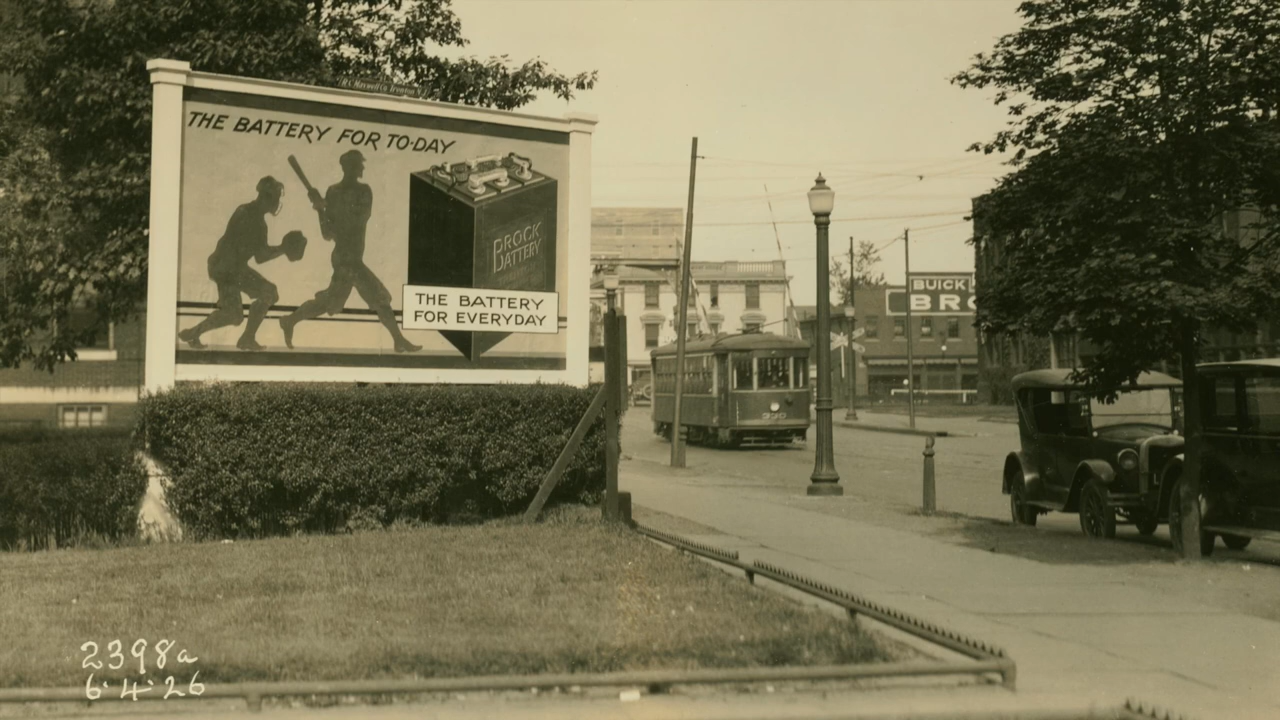 THE BATTERY FOR TO-DAY
BROCK
BATTERY
THE BATTERY
FOR EVERYDAY
BUICK
BRO
2398a
6·4·26